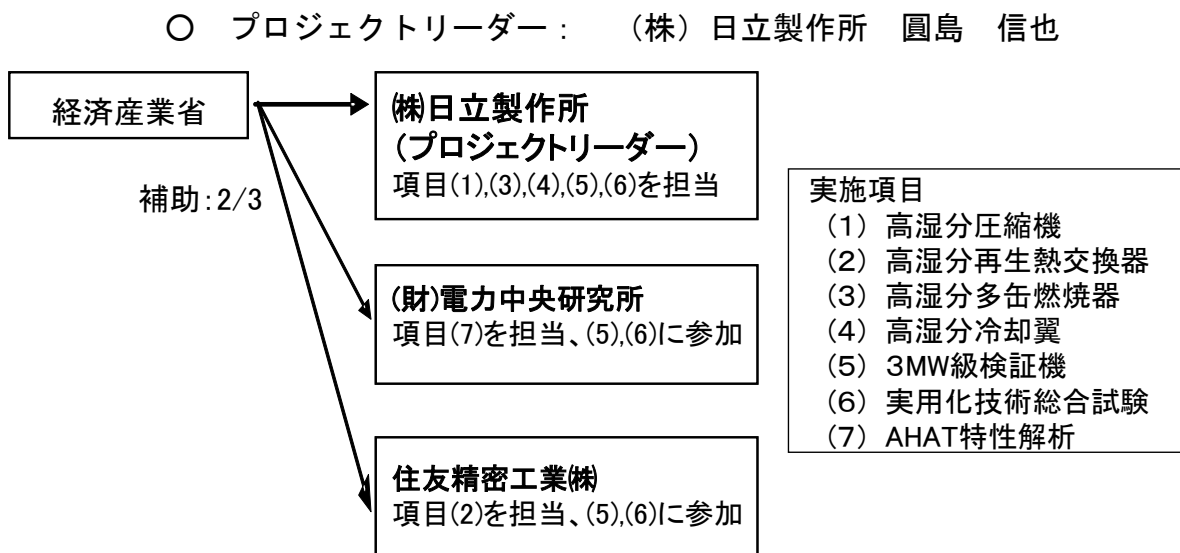 ○ プロジェクトリーダー： （株）日立製作所 圓島 信也
経済産業省
補助：2/3
㈱日立製作所
（プロジェクトリーダー）
項目(1),(3),(4),(5),(6)を担当
(財)電力中央研究所
項目(7)を担当、(5),(6)に参加
住友精密工業㈱
項目(2)を担当、(5),(6)に参加
実施項目
（１）高湿分圧縮機
（２）高湿分再生熱交換器
（３）高湿分多缶燃焼器
（４）高湿分冷却翼
（５）３MW級検証機
（６）実用化技術総合試験
（７）AHAT特性解析